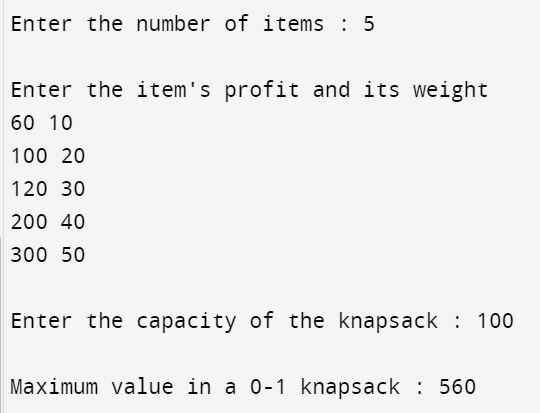 Enter the number of items : 5
Enter the item's profit and its weight
60 10
100 20
120 30
200 40
300 50
Enter the capacity of the knapsack : 100
Maximum value in a 0-1 knapsack : 560